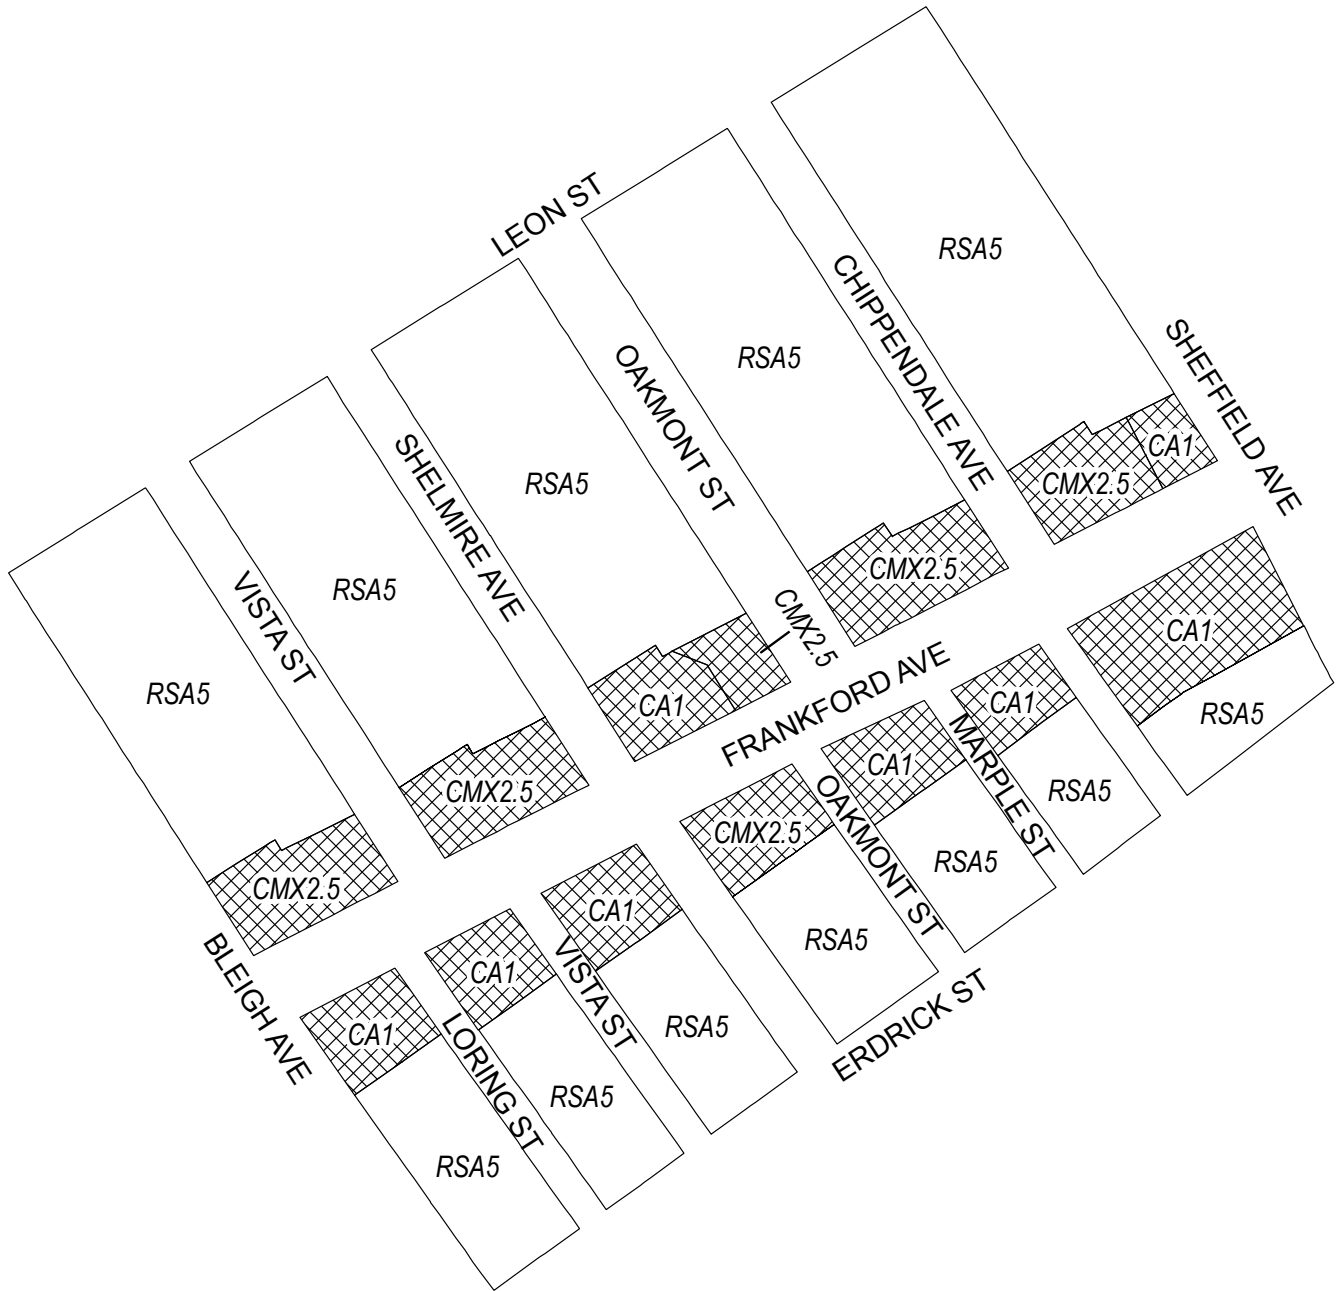 LEON ST
RSA5
CHIPPENDALE AVE
SHEFFIELD AVE
RSA5
OAKMONT ST
CA1
CMX2.5
RSA5
SHELMIRE AVE
CMX2.5
RSA5
VISTA ST
CMX2.5
CA1
RSA5
FRANKFORD AVE
CA1
RSA5
RSA5
CA1
CMX2.5
CA1
MARPLE ST
RSA5
CMX2.5
CMX2.5
OAKMONT ST
RSA5
CA1
VISTA ST
RSA5
BLEIGH AVE
CA1
CA1
LORING ST
RSA5
ERDRICK ST
RSA5
RSA5